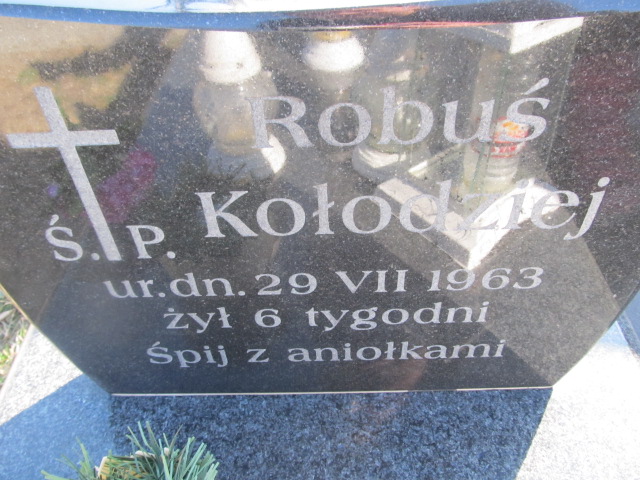 Robuś
Ś.P. Kołodziej
ur.dn. 29 VII 1963
żył 6 tygodni
Śpij z aniołkami